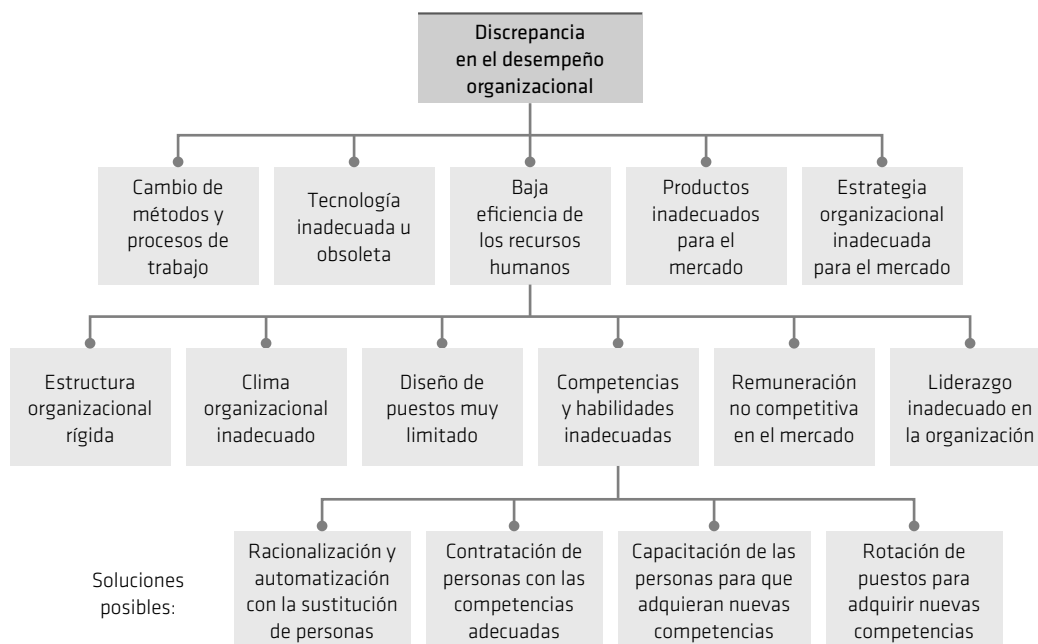 Discrepancia
en el desempeño
organizacional
Cambio de
métodos y
procesos de
trabajo
Tecnología
inadecuada u
obsoleta
Baja
eficiencia de
los recursos
humanos
Productos
inadecuados
para el
mercado
Estrategia
organizacional
inadecuada
para el mercado
Estructura
organizacional
rígida
Clima
organizacional
inadecuado
Diseño de
puestos muy
limitado
Competencias
y habilidades
inadecuadas
Remuneración
no competitiva
en el mercado
Liderazgo
inadecuado en
la organización
Soluciones
posibles:
Racionalización y
automatización
con la sustitución
de personas
Contratación de
personas con las
competencias
adecuadas
Capacitación de las
personas para que
adquieran nuevas
competencias
Rotación de
puestos para
adquirir nuevas
competencias